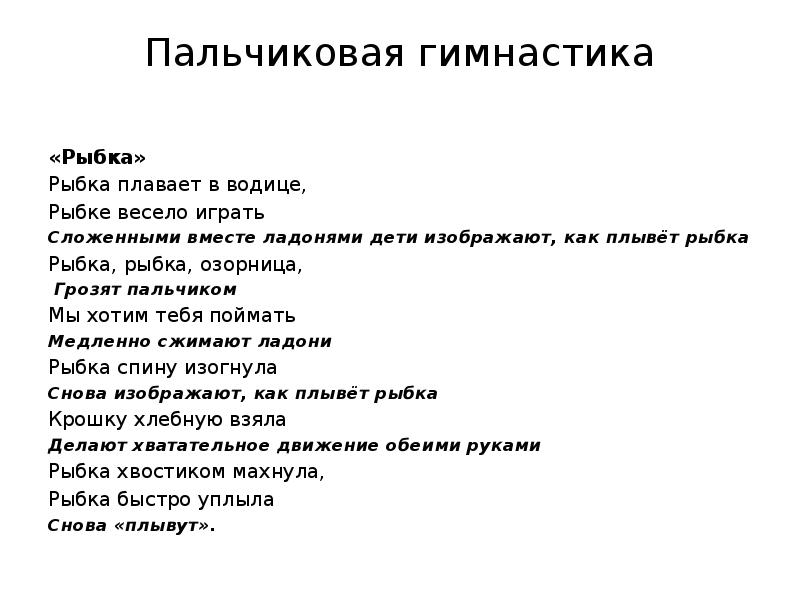 Пальчиковая гимнастика
«Рыбка»
Рыбка плавает в водице,
Рыбке весело играть
Сложенными вместе ладонями дети изображают, как плывёт рыбка
Рыбка, рыбка, озорница,
Грозят пальчиком
Мы хотим тебя поймать
Медленно сжимают ладони
Рыбка спину изогнула
Снова изображают, как плывёт рыбка
Крошку хлебную взяла
Делают хватательное движение обеими руками
Рыбка хвостиком махнула,
Рыбка быстро уплыла
Снова «плывут».